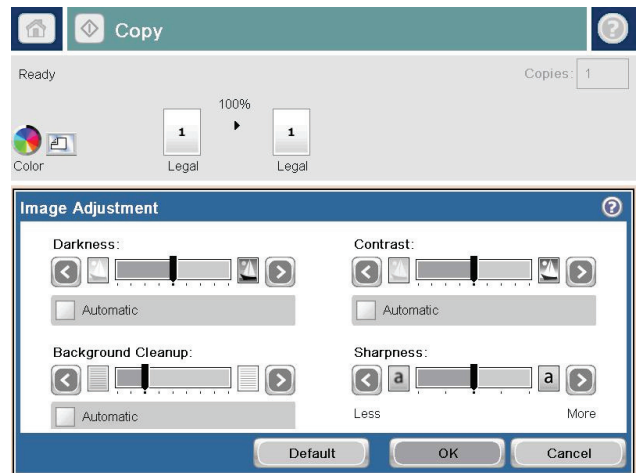 Copy
Ready
Copies: 1
100%
1 1
Color Legal Legal
Image Adjustment
Darkness: Contrast:
Automatic Automatic
Background Cleanup: Sharpness:
a a
Automatic Less More
Default OK Cancel